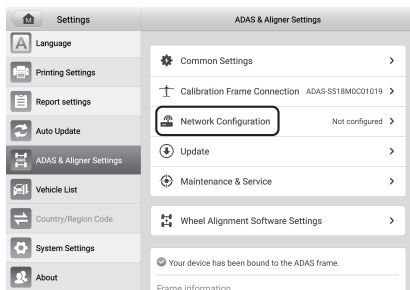 Settings
ADAS & Aligner Settings
Language
Printing Settings
Report settings
Auto Update
ADAS & Aligner Settings
Vehicle List
Country/Region Code
System Settings
About
Common Settings
Calibration Frame Connection ADAS-S518M0C01019
Network Configuration Not configured
Update
Maintenance & Service
Wheel Alignment Software Settings
Your device has been bound to the ADAS frame.
Frame information